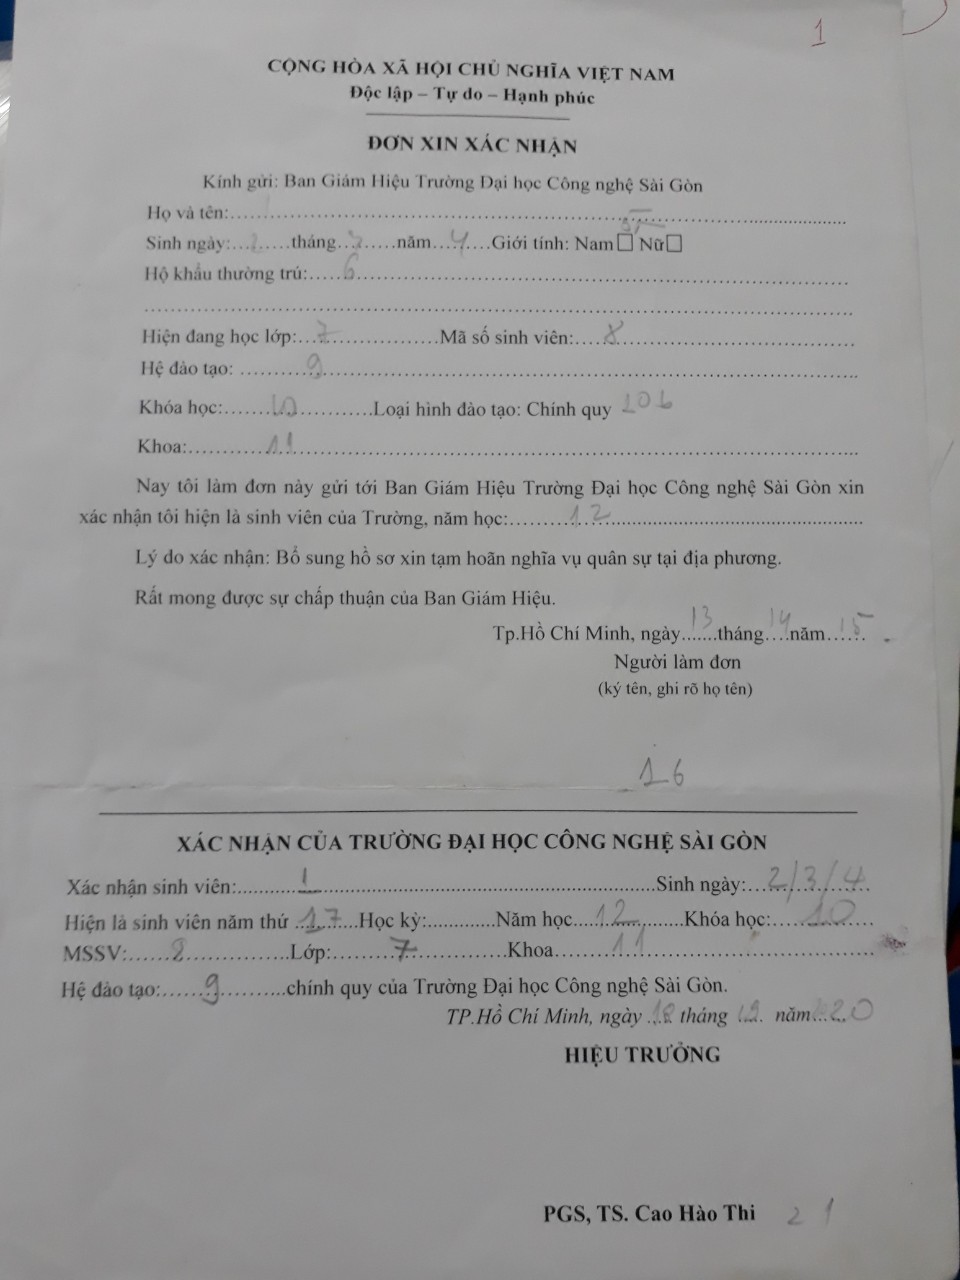 1
CỘNG HÒA XÃ HỘI CHỦ NGHĨA VIỆT NAM
Độc lập – Tự do – Hạnh phúc
ĐƠN XIN XÁC NHẬN
Kính gửi: Ban Giám Hiệu Trường Đại học Công nghệ Sài Gòn
Họ và tên:....................................................................
Sinh ngày:...2.....tháng..3......năm...4....Giới tính: Nam☐ 5 Nữ☐
Hộ khẩu thường trú:.....6..............................................................
....................................................................................
Hiện đang học lớp:...7...................Mã số sinh viên:....8.................................
Hệ đào tạo: ...........9.....................................................................
Khóa học:.......10............Loại hình đào tạo: Chính quy 106
Khoa:............11....................................................................
Nay tôi làm đơn này gửi tới Ban Giám Hiệu Trường Đại học Công nghệ Sài Gòn xin
xác nhận tôi hiện là sinh viên của Trường, năm học:..........12...................................
Lý do xác nhận: Bổ sung hồ sơ xin tạm hoãn nghĩa vụ quân sự tại địa phương.
Rất mong được sự chấp thuận của Ban Giám Hiệu.
Tp.Hồ Chí Minh, ngày...13....tháng..14..năm..15....
Người làm đơn
(ký tên, ghi rõ họ tên)
16
XÁC NHẬN CỦA TRƯỜNG ĐẠI HỌC CÔNG NGHỆ SÀI GÒN
Xác nhận sinh viên:...........1.......................................................Sinh ngày:...2/3/4
Hiện là sinh viên năm thứ ..17...Học kỳ:............Năm học...12........Khóa học:.....10.......
MSSV:......8................Lớp:.........7...............Khoa.........11.......................
Hệ đào tạo:......9...........chính quy của Trường Đại học Công nghệ Sài Gòn.
TP.Hồ Chí Minh, ngày .18. tháng .19. năm...20
HIỆU TRƯỞNG
PGS, TS. Cao Hào Thi 21